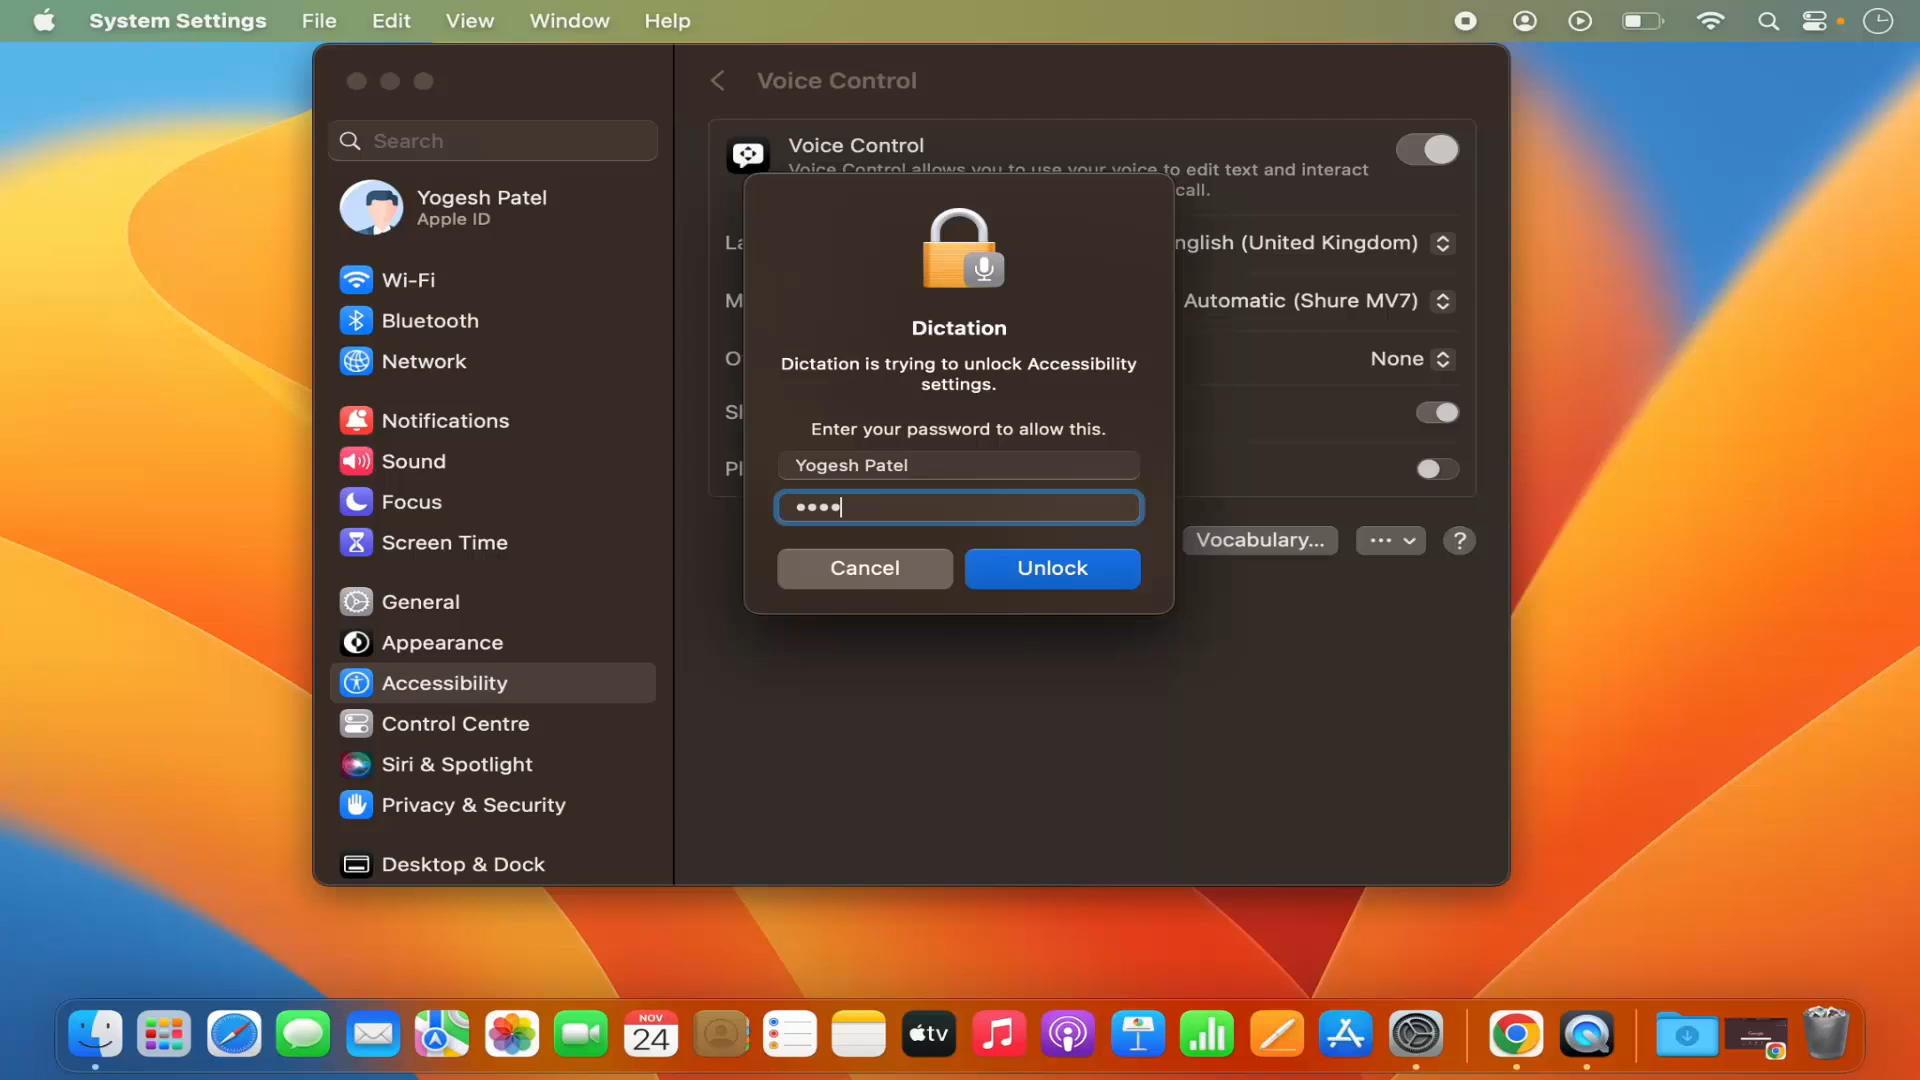 System Settings File Edit View Window Help
Search
Yogesh Patel
Apple ID
Wi-Fi
Bluetooth
Network
Notifications
Sound
Focus
Screen Time
General
Appearance
Accessibility
Control Centre
Siri & Spotlight
Privacy & Security
Desktop & Dock
Voice Control
Voice Control
Voice Control allows you to use your voice to edit text and interact
call.
La
nglish (United Kingdom)
M
Automatic (Shure MV7)
O
None
Sl
Pl
Vocabulary...
?
Dictation
Dictation is trying to unlock Accessibility
settings.
Enter your password to allow this.
Yogesh Patel
Cancel Unlock
NOV
24
tv